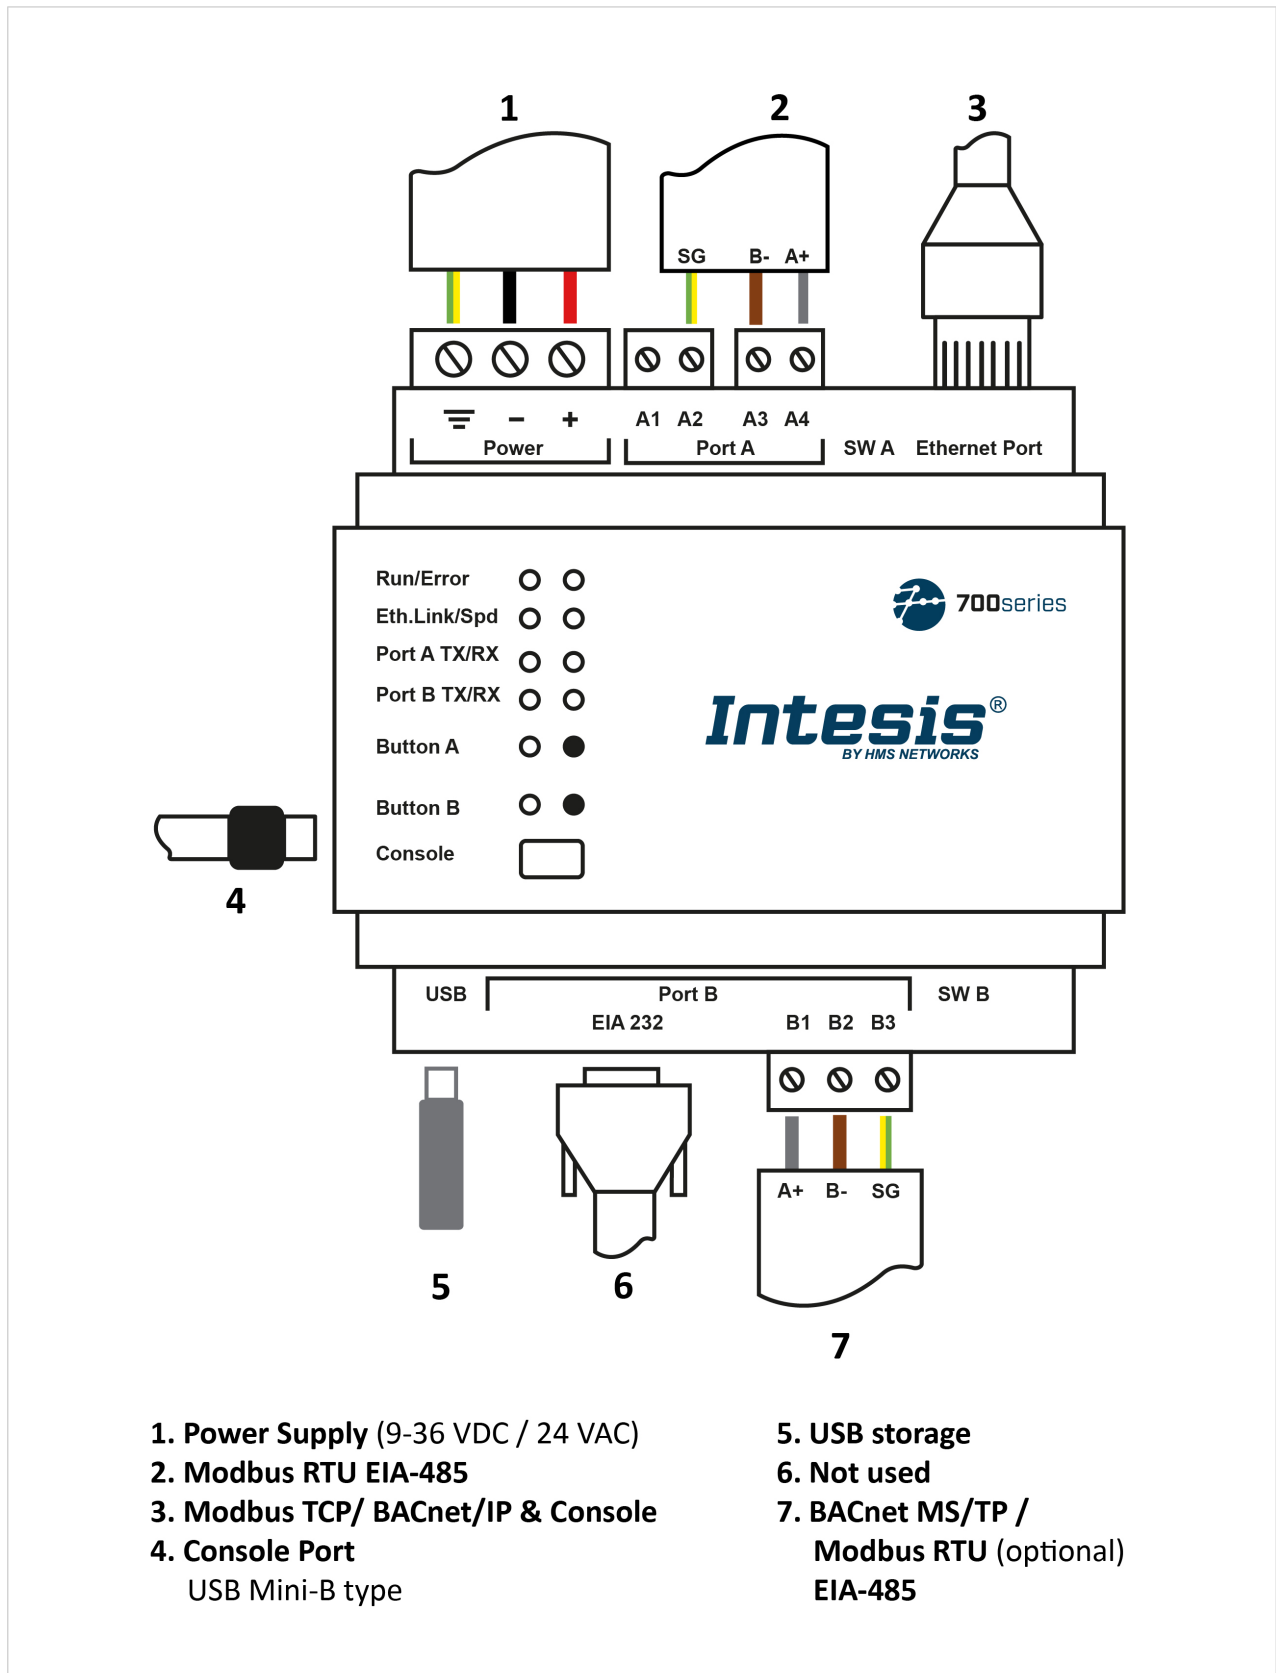 1
2
3
SG B- A+
A1 A2 A3 A4
− +
Power
Port A
SW A
Ethernet Port
Run/Error
Eth.Link/Spd
Port A TX/RX
Port B TX/RX
Button A
Button B
Console
700series
Intesis®
BY HMS NETWORKS
4
USB
Port B
SW B
EIA 232
B1 B2 B3
A+ B- SG
5
6
7
1. Power Supply (9-36 VDC / 24 VAC)
2. Modbus RTU EIA-485
3. Modbus TCP/ BACnet/IP & Console
4. Console Port
USB Mini-B type
5. USB storage
6. Not used
7. BACnet MS/TP /
Modbus RTU (optional)
EIA-485